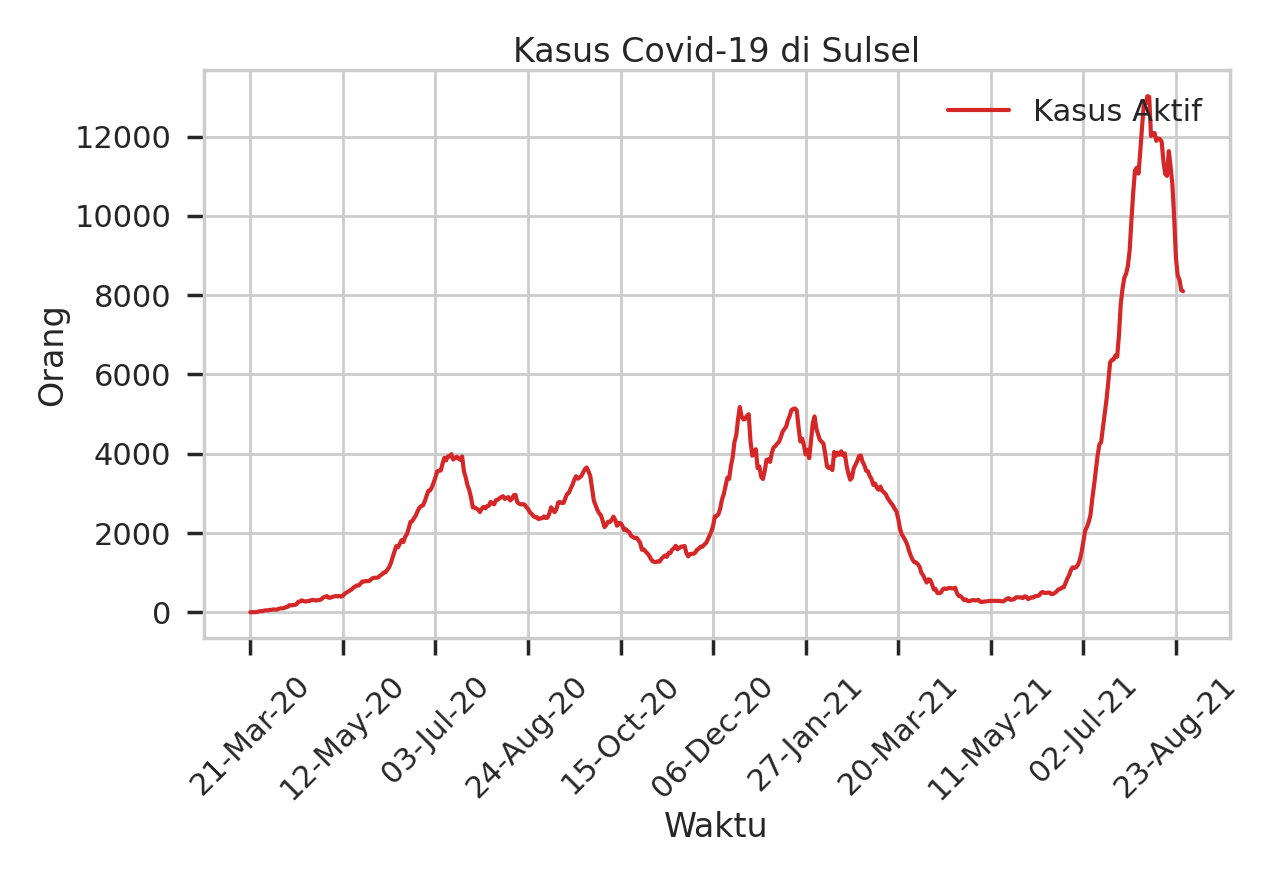 Kasus Covid-19 di Sulsel
Kasus Aktif
12000
10000
8000
6000
4000
2000
0
Orang
21-Mar-20
12-May-20
03-Jul-20
24-Aug-20
15-Oct-20
06-Dec-20
27-Jan-21
20-Mar-21
11-May-21
02-Jul-21
23-Aug-21
Waktu